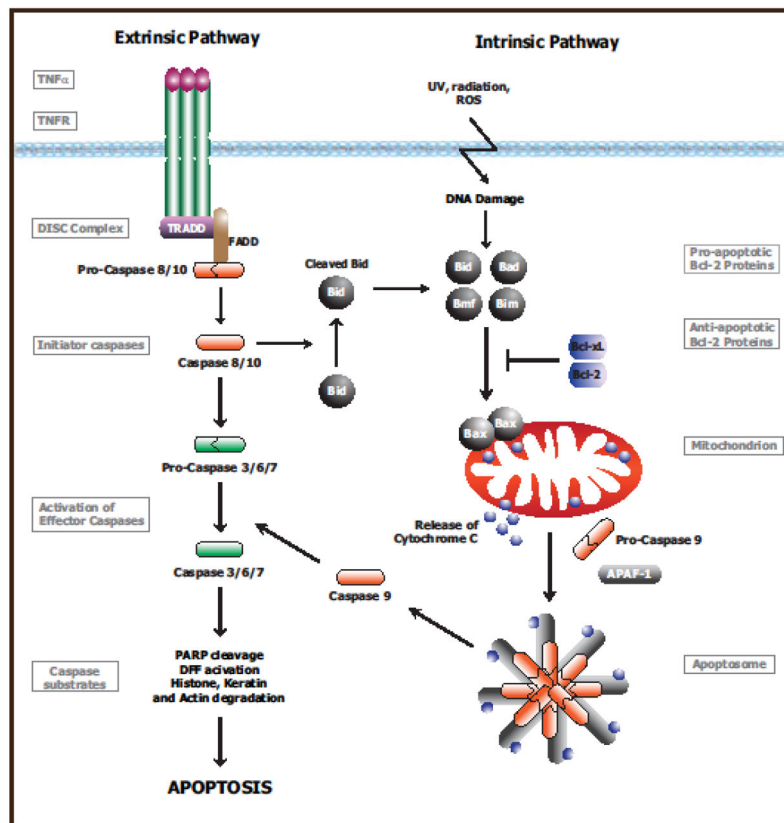 Extrinsic Pathway
Intrinsic Pathway
TNFα
TNFR
UV, radiation,
ROS
DNA Damage
DISC Complex
TRADD
FADD
Pro-Caspase 8/10
Cleaved Bid
Bid
Bid
Bad
Bmf
Bim
Pro-apoptotic
Bcl-2 Proteins
Initiator caspases
Caspase 8/10
Bid
Bcl-xL
Bcl-2
Anti-apoptotic
Bcl-2 Proteins
Bax
Bax
Mitochondrion
Pro-Caspase 3/6/7
Activation of
Effector Caspases
Release of
Cytochrome C
Pro-Caspase 9
APAF-1
Caspase 3/6/7
Caspase 9
Caspase
substrates
PARP cleavage
DFF acivation
Histone, Keratin
and Actin degradation
Apoptosome
APOPTOSIS